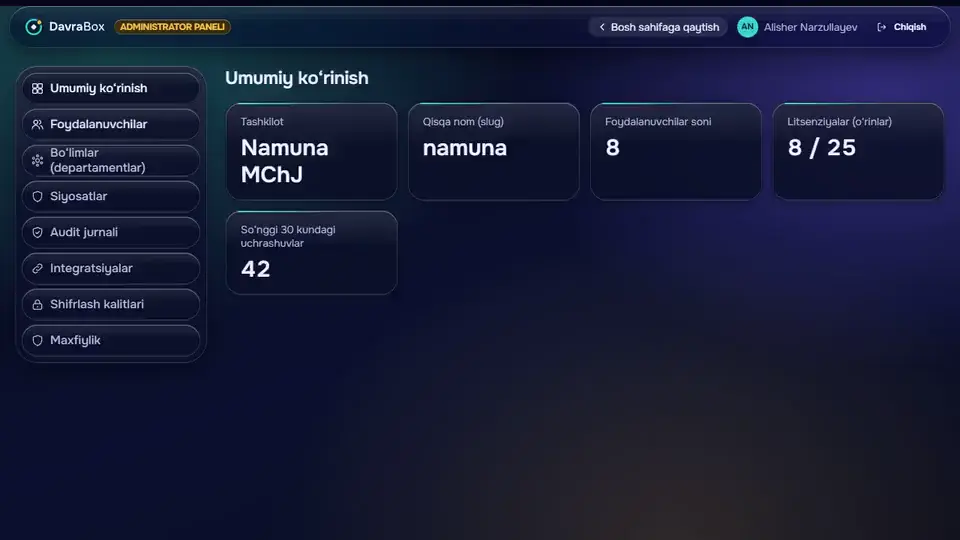 DavraBox ADMINISTRATOR PANELI Bosh sahifaga qaytish AN Alisher Narzullayev Chiqish
Umumiy koʻrinish
Foydalanuvchilar
Boʻlimlar
(departamentlar)
Siyosatlar
Audit jurnali
Integratsiyalar
Shifrlash kalitlari
Maxfiylik
Umumiy koʻrinish
Tashkilot
Namuna
MChJ
Qisqa nom (slug)
namuna
Foydalanuvchilar soni
8
Litsenziyalar (oʻrinlar)
8 / 25
Soʻnggi 30 kundagi
uchrashuvlar
42